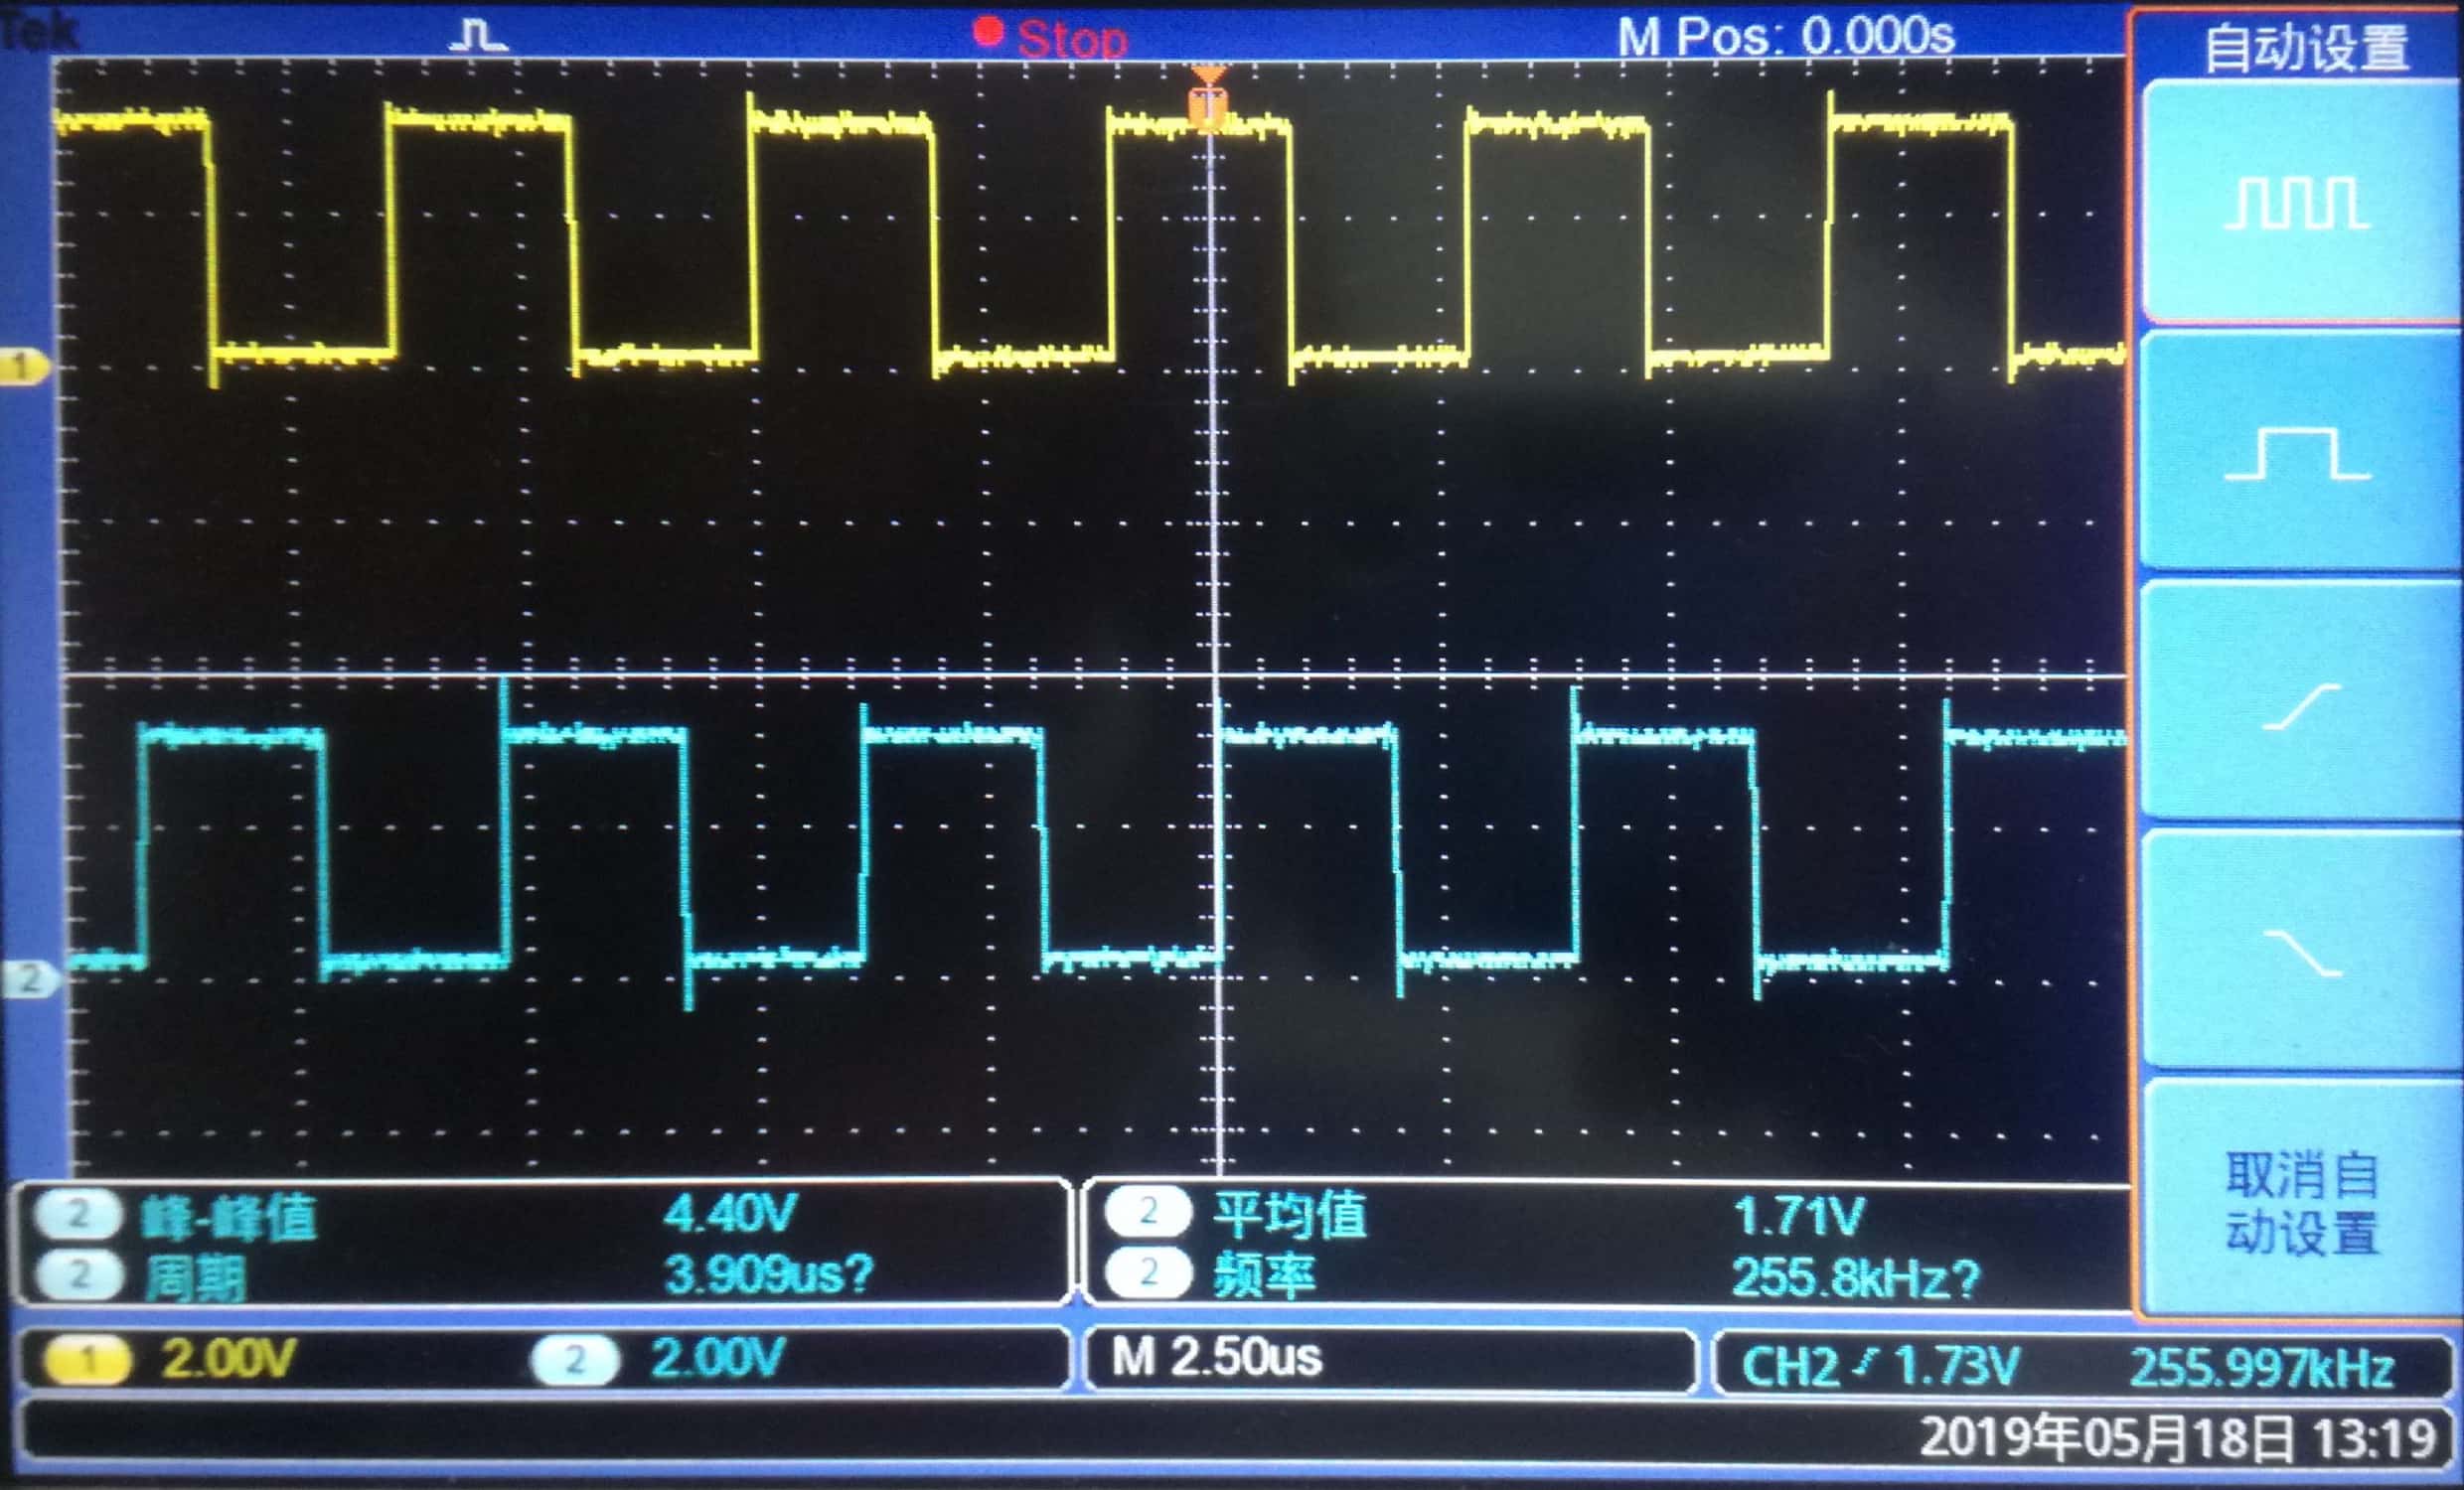 Tek
Stop
M Pos: 0.000s
自动设置
1
2
取消自
动设置
2 峰-峰值 4.40V
2 平均值 1.71V
2 周期 3.909us?
2 频率 255.8kHz?
1 2.00V
2 2.00V
M 2.50us
CH2 1.73V 255.997kHz
2019年05月18日 13:19